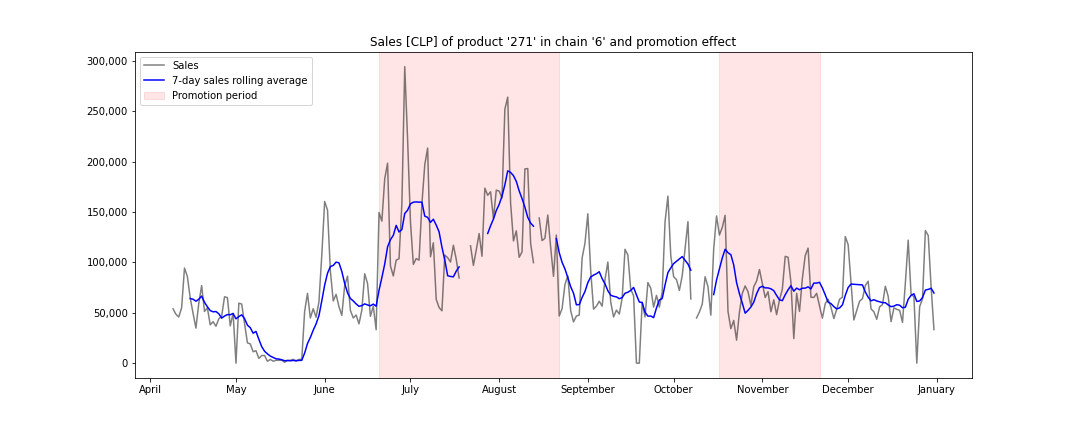 Sales [CLP] of product '271' in chain '6' and promotion effect
300,000
250,000
200,000
150,000
100,000
50,000
0
Sales
7-day sales rolling average
Promotion period
April May June July August September October November December January